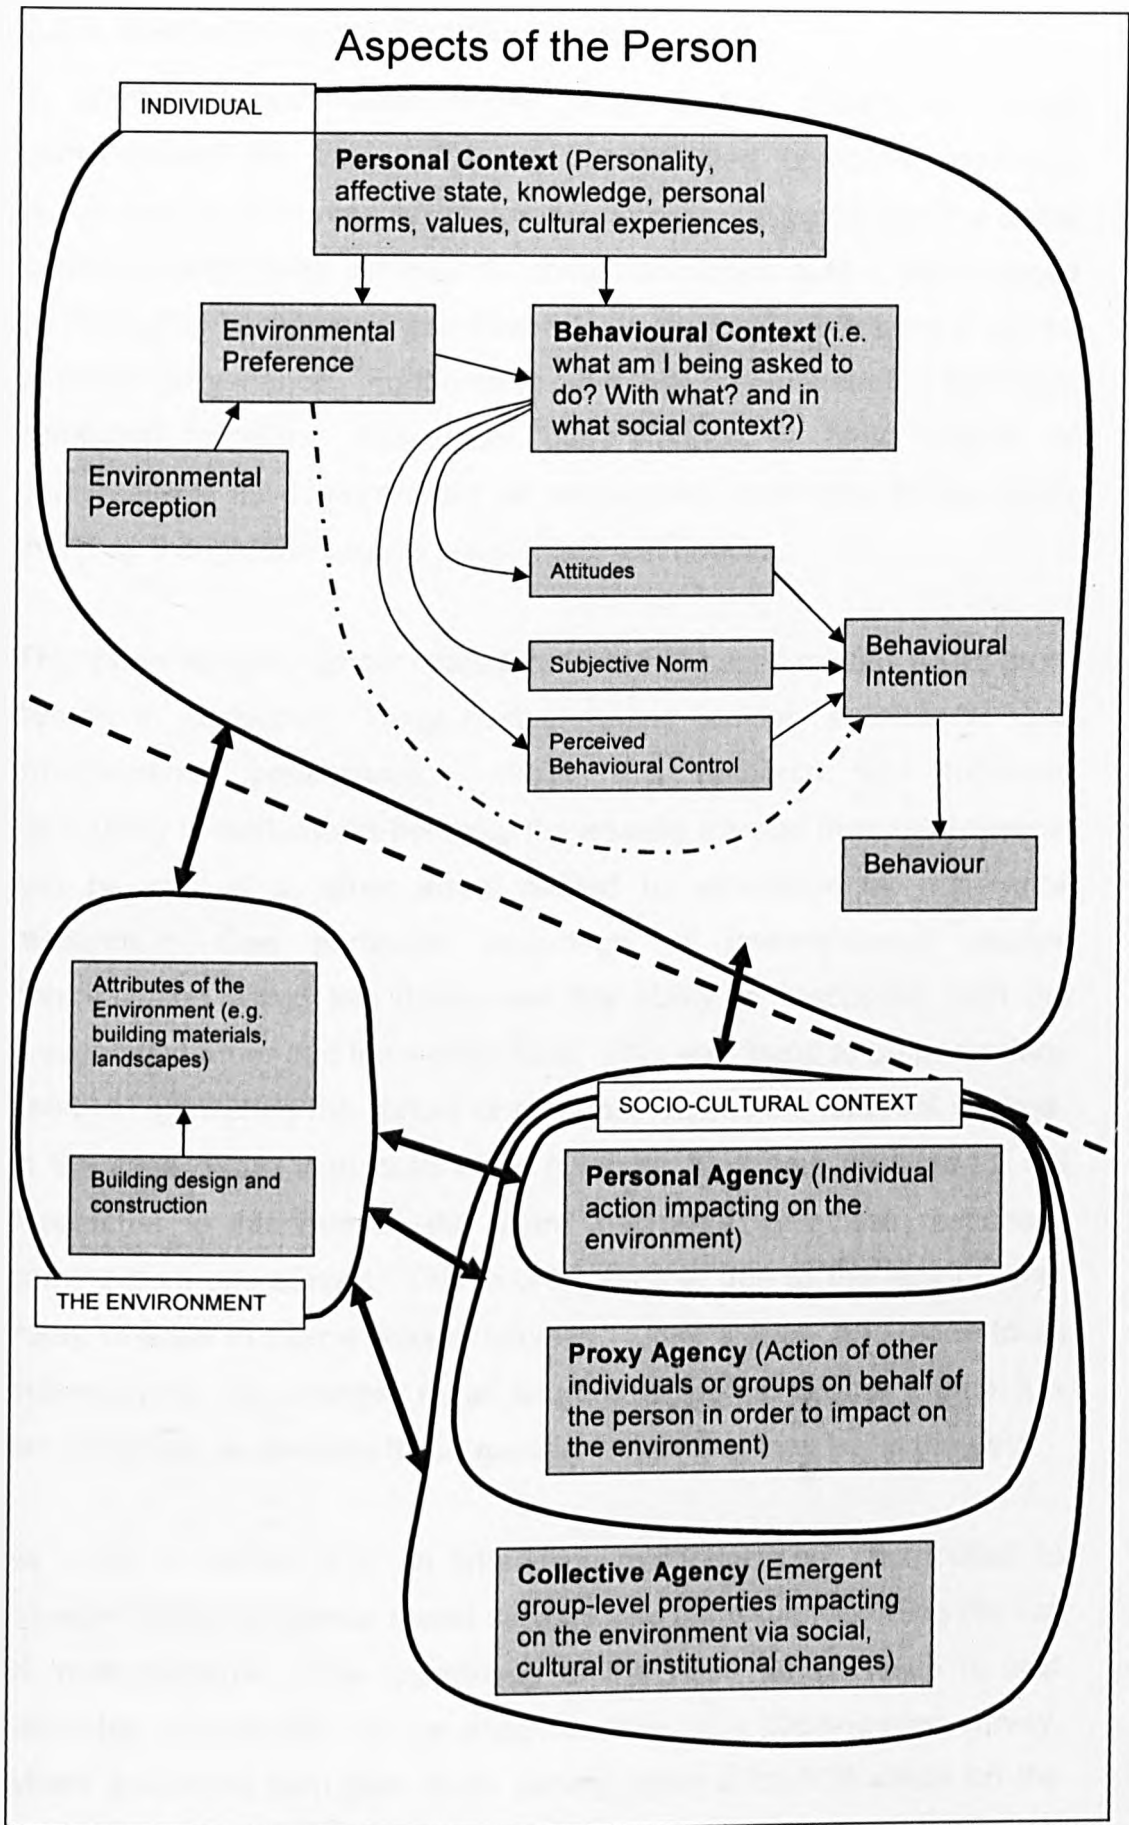 Aspects of the Person
INDIVIDUAL
Personal Context (Personality,
affective state, knowledge, personal
norms, values, cultural experiences,
Environmental
Preference
Behavioural Context (i.e.
what am I being asked to
do? With what? and in
what social context?)
Environmental
Perception
Attitudes
Subjective Norm
Perceived
Behavioural Control
Behavioural
Intention
Behaviour
Attributes of the
Environment (e.g.
building materials,
landscapes)
Building design and
construction
THE ENVIRONMENT
SOCIO-CULTURAL CONTEXT
Personal Agency (Individual
action impacting on the
environment)
Proxy Agency (Action of other
individuals or groups on behalf of
the person in order to impact on
the environment)
Collective Agency (Emergent
group-level properties impacting
on the environment via social,
cultural or institutional changes)